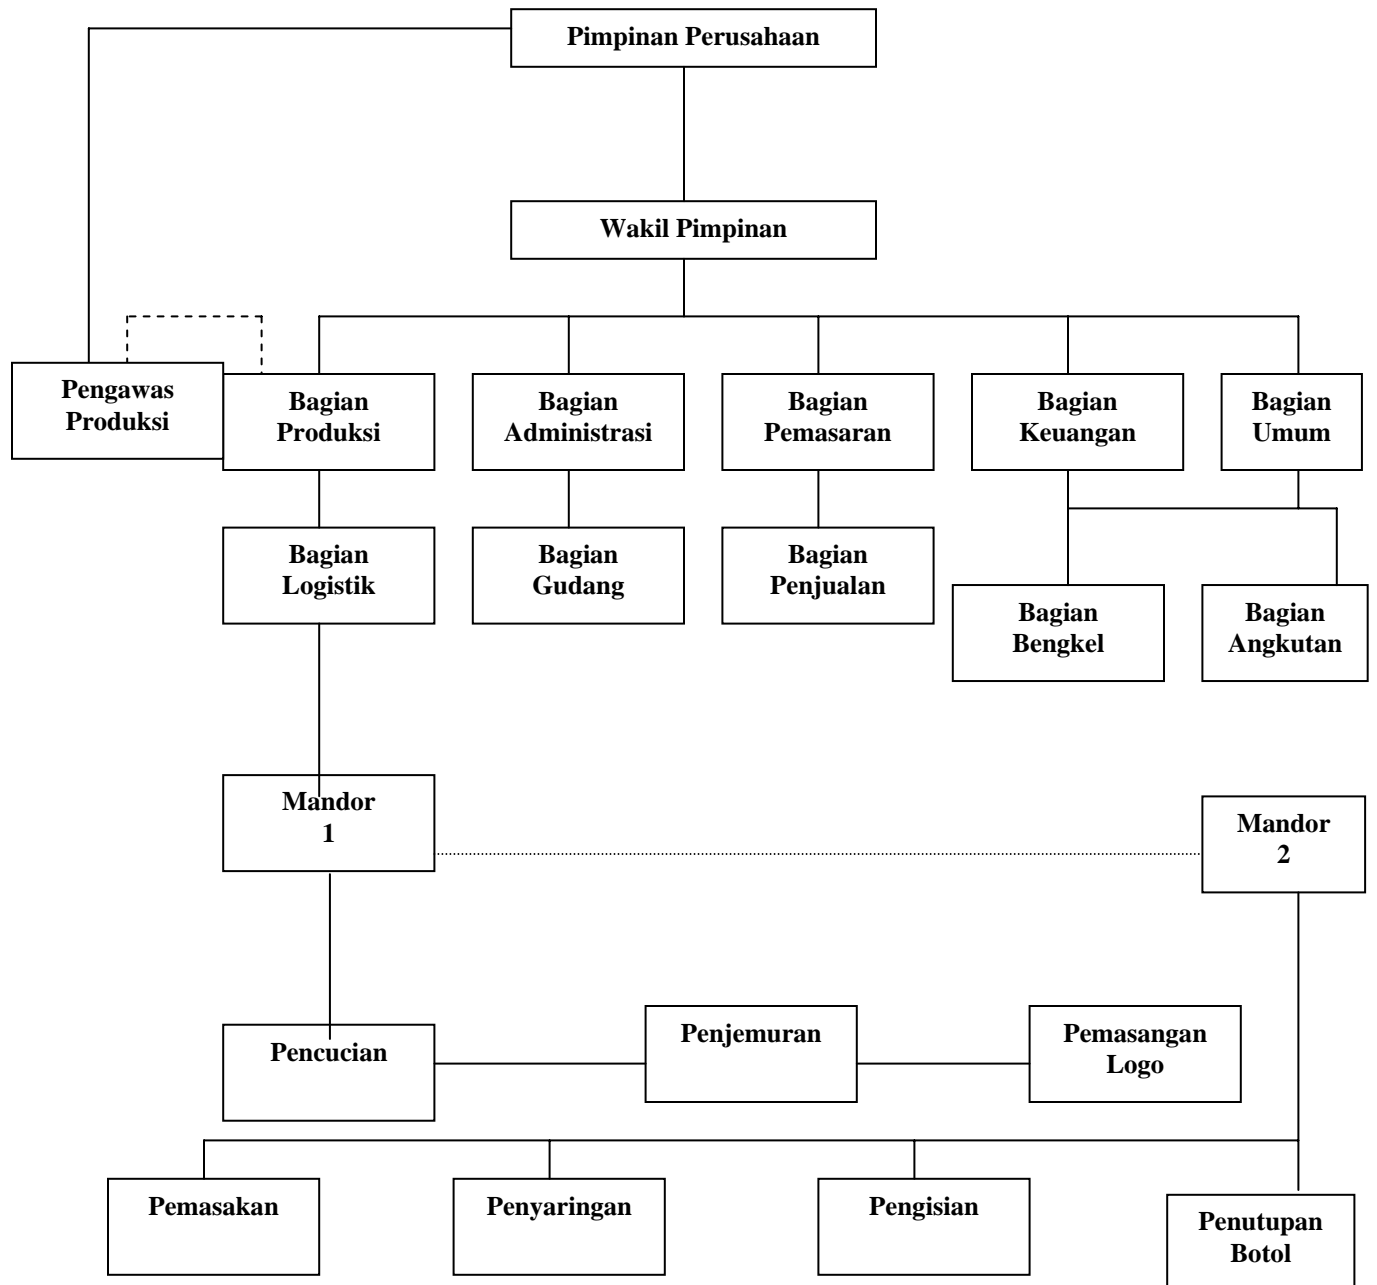 Pimpinan Perusahaan
Wakil Pimpinan
Pengawas
Produksi
Bagian
Produksi
Bagian
Administrasi
Bagian
Pemasaran
Bagian
Keuangan
Bagian
Umum
Bagian
Logistik
Bagian
Gudang
Bagian
Penjualan
Bagian
Bengkel
Bagian
Angkutan
Mandor
1
Mandor
2
Pencucian
Penjemuran
Pemasangan
Logo
Pemasakan
Penyaringan
Pengisian
Penutupan
Botol